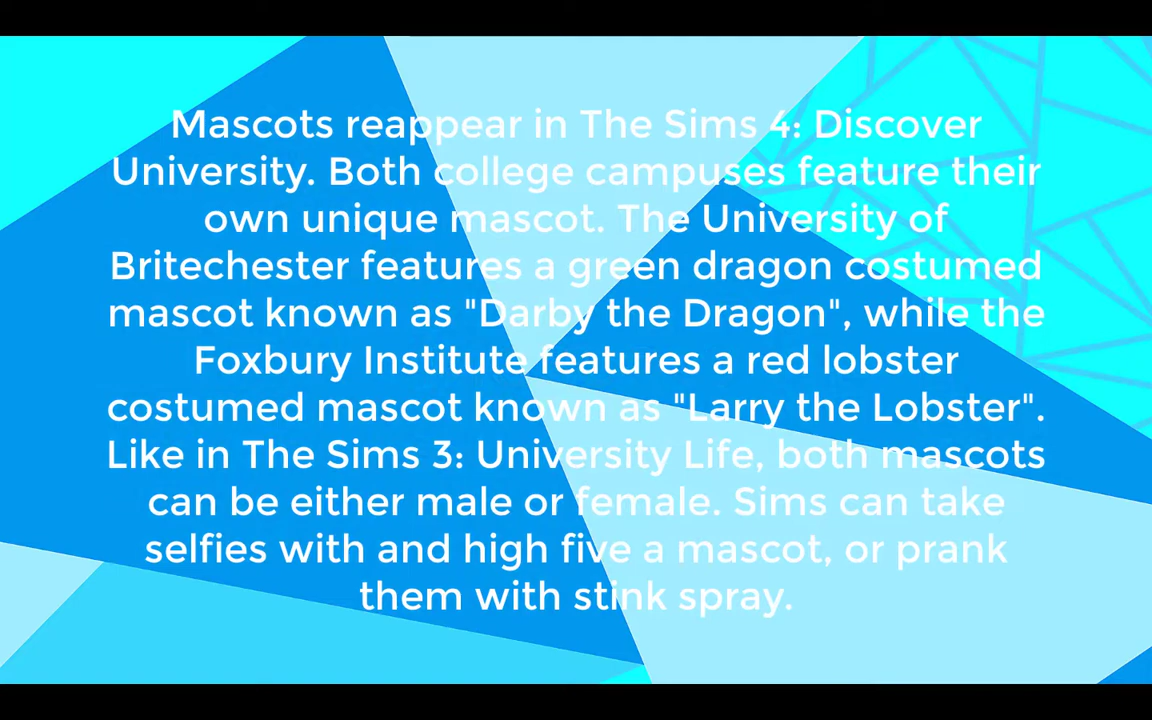 Mascots reappear in The Sims 4: Discover
University. Both college campuses feature their
own unique mascot. The University of
Britechester features a green dragon costumed
mascot known as "Darby the Dragon", while the
Foxbury Institute features a red lobster
costumed mascot known as "Larry the Lobster".
Like in The Sims 3: University Life, both mascots
can be either male or female. Sims can take
selfies with and high five a mascot, or prank
them with stink spray.